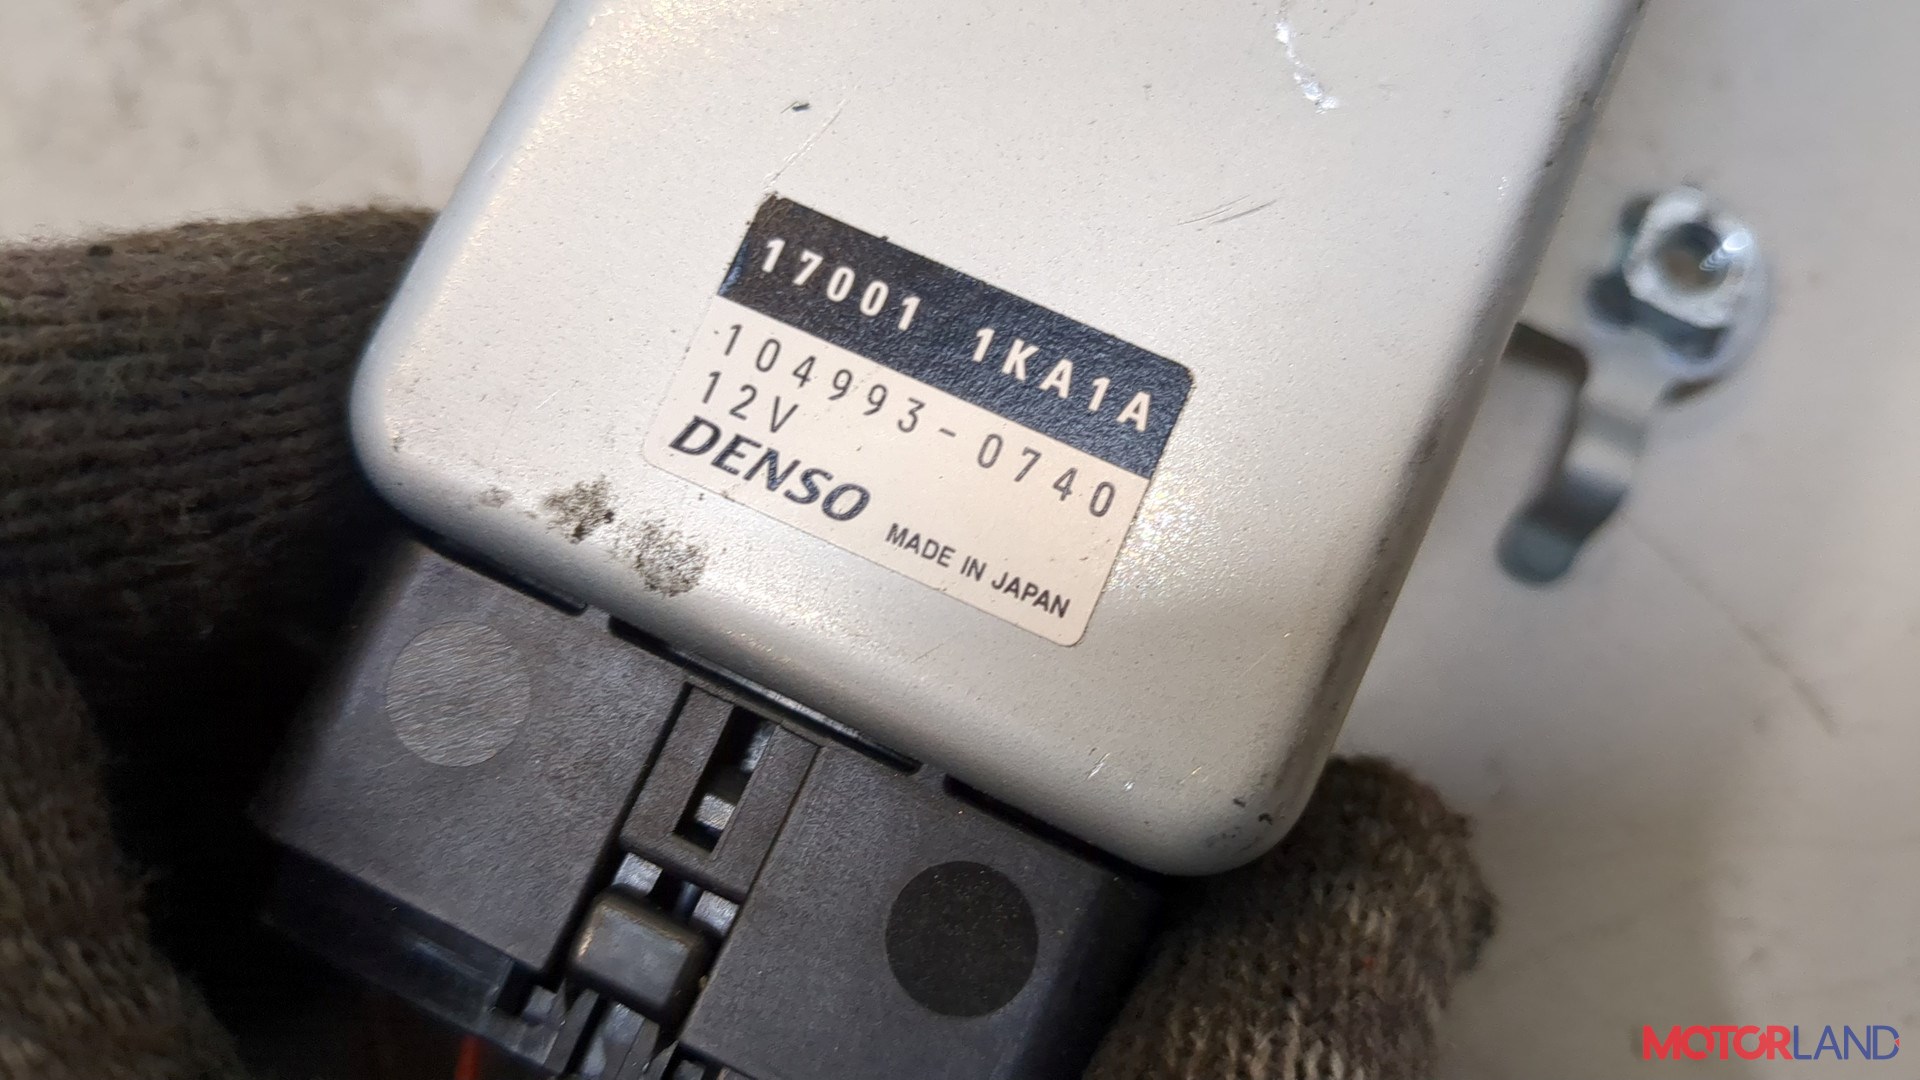 17001 1KA1A
104993-0740
12V
DENSO MADE IN JAPAN
MOTORLAND